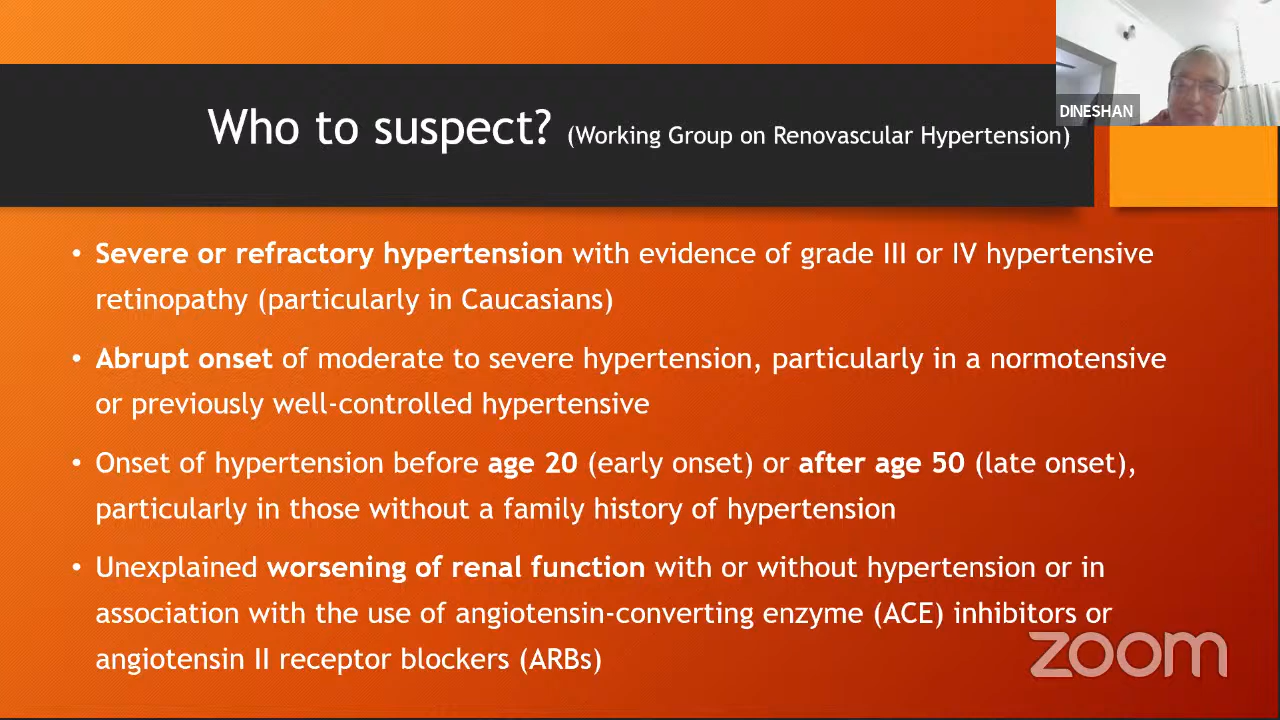 Who to suspect? (Working Group on Renovascular Hypertension)
DINESHAN
• Severe or refractory hypertension with evidence of grade III or IV hypertensive
retinopathy (particularly in Caucasians)
• Abrupt onset of moderate to severe hypertension, particularly in a normotensive
or previously well-controlled hypertensive
• Onset of hypertension before age 20 (early onset) or after age 50 (late onset),
particularly in those without a family history of hypertension
• Unexplained worsening of renal function with or without hypertension or in
association with the use of angiotensin-converting enzyme (ACE) inhibitors or
angiotensin II receptor blockers (ARBs)
zoom